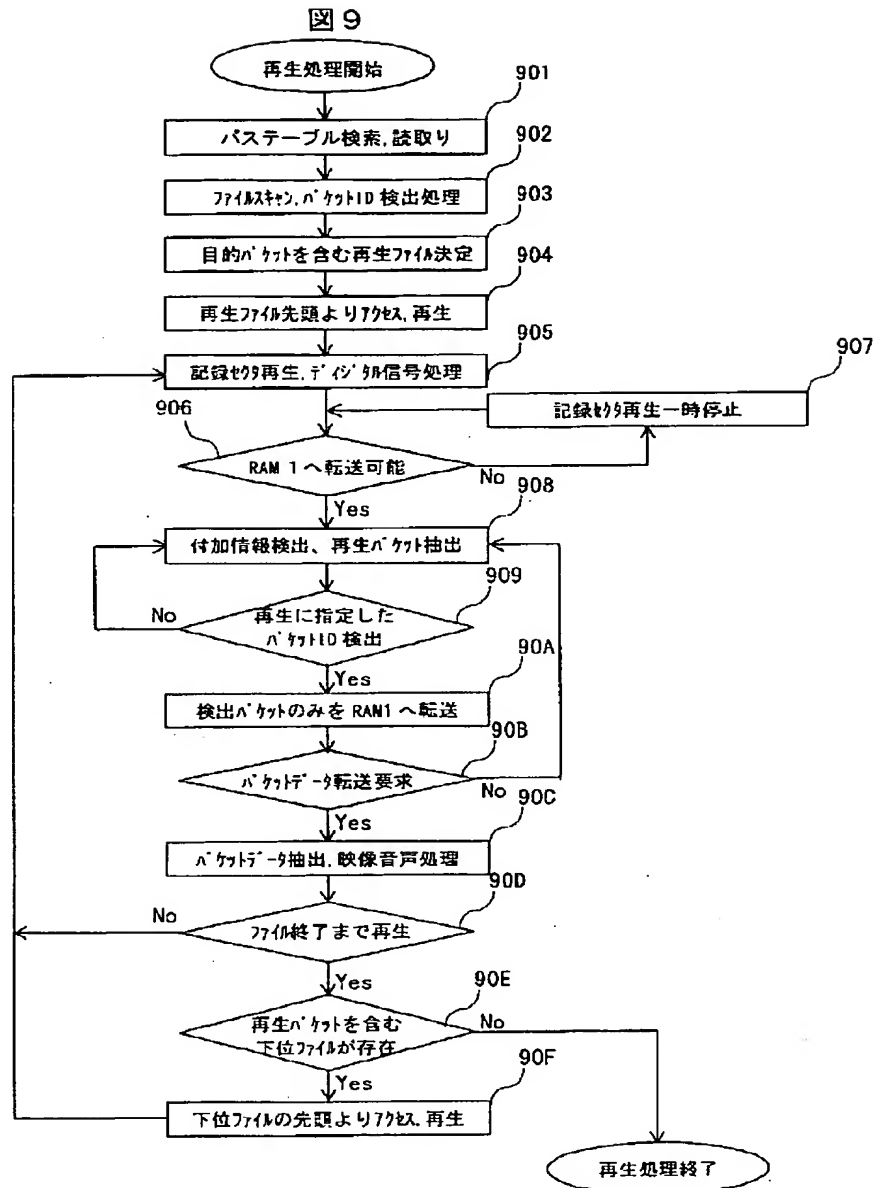 図 9
再生処理開始
901
パステーブル検索,読取り
902
ファイルスキャン,パケットID 検出処理
903
目的パケットを含む再生ファイル決定
904
再生ファイル先頭よりアクセス,再生
905
記録セクタ再生,ディジタル信号処理
907
記録セクタ再生一時停止
906
RAM 1 へ転送可能
No
Yes
908
付加情報検出、再生パケット抽出
909
再生に指定した
パケットID 検出
No
Yes
90A
検出パケットのみを RAM1 へ転送
90B
パケットデータ転送要求
No
Yes
90C
パケットデータ抽出,映像音声処理
90D
ファイル終了まで再生
No
Yes
90E
再生パケットを含む
下位ファイルが存在
No
Yes
90F
下位ファイルの先頭よりアクセス,再生
再生処理終了